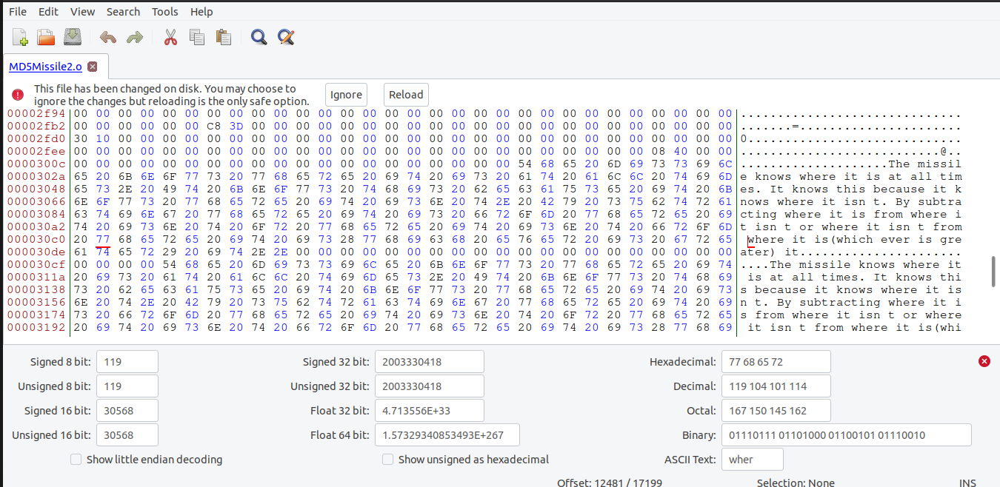 File Edit View Search Tools Help
MD5Missile2.o
This file has been changed on disk. You may choose to
ignore the changes but reloading is the only safe option.
Ignore Reload
00002f94 00 00 00 00 00 00 00 00 00 00 00 00 00 00 00 00 00 00 00 00 00 00 00 00 00 00 00 00 00 00 ..............................
00002fb2 00 00 00 00 00 00 C8 3D 00 00 00 00 00 00 00 00 00 00 00 00 00 00 00 00 00 00 00 00 00 00 .......=......................
00002fd0 30 10 00 00 00 00 00 00 00 00 00 00 00 00 00 00 00 00 00 00 00 00 00 00 00 00 00 00 00 00 0.............................
00002fee 00 00 00 00 00 00 00 00 00 00 00 00 00 00 00 00 00 00 00 00 00 00 00 00 00 00 08 40 00 00 ...........................@..
0000300c 00 00 00 00 00 00 00 00 00 00 00 00 00 00 00 00 00 00 00 00 54 68 65 20 6D 69 73 73 69 6C ....................The missil
0000302a 65 20 6B 6E 6F 77 73 20 77 68 65 72 65 20 69 74 20 69 73 20 61 74 20 61 6C 6C 20 74 69 6D e knows where it is at all tim
00003048 65 73 2E 20 49 74 20 6B 6E 6F 77 73 20 74 68 69 73 20 62 65 63 61 75 73 65 20 69 74 20 6B es. It knows this because it k
00003066 6E 6F 77 73 20 77 68 65 72 65 20 69 74 20 69 73 6E 20 74 2E 20 42 79 20 73 75 62 74 72 61 nows where it isn t. By subtra
00003084 63 74 69 6E 67 20 77 68 65 72 65 20 69 74 20 69 73 20 66 72 6F 6D 20 77 68 65 72 65 20 69 cting where it is from where i
000030a2 74 20 69 73 6E 20 74 20 6F 72 20 77 68 65 72 65 20 69 74 20 69 73 6E 20 74 20 66 72 6F 6D t isn t or where it isn t from
000030c0 20 77 68 65 72 65 20 69 74 20 69 73 28 77 68 69 63 68 20 65 76 65 72 20 69 73 20 67 72 65 where it is(which ever is gre
000030de 61 74 65 72 29 20 69 74 2E 2E 00 00 00 00 00 00 00 00 00 00 00 00 00 00 00 00 00 00 00 00 ater) it......................
000030cf 00 00 00 00 54 68 65 20 6D 69 73 73 69 6C 65 20 6B 6E 6F 77 73 20 77 68 65 72 65 20 69 74 ....The missile knows where it
0000311a 20 69 73 20 61 74 20 61 6C 6C 20 74 69 6D 65 73 2E 20 49 74 20 6B 6E 6F 77 73 20 74 68 69 is at all times. It knows thi
00003138 73 20 62 65 63 61 75 73 65 20 69 74 20 6B 6E 6F 77 73 20 77 68 65 72 65 20 69 74 20 69 73 s because it knows where it is
00003156 6E 20 74 2E 20 42 79 20 73 75 62 74 72 61 63 74 69 6E 67 20 77 68 65 72 65 20 69 74 20 69 n t. By subtracting where it i
00003174 73 20 66 72 6F 6D 20 77 68 65 72 65 20 69 74 20 69 73 6E 20 74 20 6F 72 20 77 68 65 72 65 s from where it isn t or where
00003192 20 69 74 20 69 73 6E 20 74 20 66 72 6F 6D 20 77 68 65 72 65 20 69 74 20 69 73 28 77 68 69 it isn t from where it is(whi
Signed 8 bit: 119 Signed 32 bit: 2003330418 Hexadecimal: 77 68 65 72
Unsigned 8 bit: 119 Unsigned 32 bit: 2003330418 Decimal: 119 104 101 114
Signed 16 bit: 30568 Float 32 bit: 4.713556E+33 Octal: 167 150 145 162
Unsigned 16 bit: 30568 Float 64 bit: 1.57329340853493E+267 Binary: 01110111 01101000 01100101 01110010
Show little endian decoding Show unsigned as hexadecimal ASCII Text: wher
Offset: 12481 / 17199 Selection: None INS